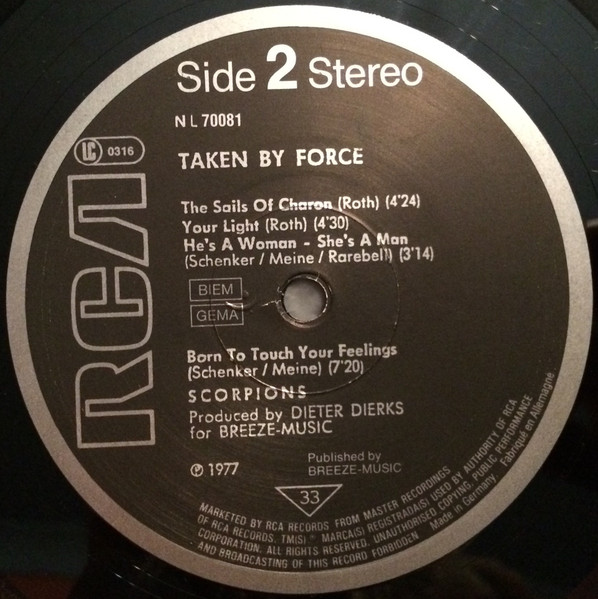 Side 2 Stereo
NL 70081
LC 0316
TAKEN BY FORCE
The Sails Of Charon (Roth) (4'24)
Your Light (Roth) (4'30)
He's A Woman - She's A Man
(Schenker / Meine / Rarebell) (3'14)
BIEM
GEMA
Born To Touch Your Feelings
(Schenker / Meine) (7'20)
SCORPIONS
Produced by DIETER DIERKS
for BREEZE-MUSIC
℗ 1977
Published by
BREEZE-MUSIC
33
RCA
MARKETED BY RCA RECORDS, FROM MASTER RECORDINGS
OF RCA RECORDS. TM(S) ® MARCA(S) REGISTRADA(S) USED BY AUTHORITY OF RCA
CORPORATION. ALL RIGHTS RESERVED. UNAUTHORISED COPYING, PUBLIC PERFORMANCE
AND BROADCASTING OF THIS RECORD FORBIDDEN Made in Germany Fabriqué en Allemagne